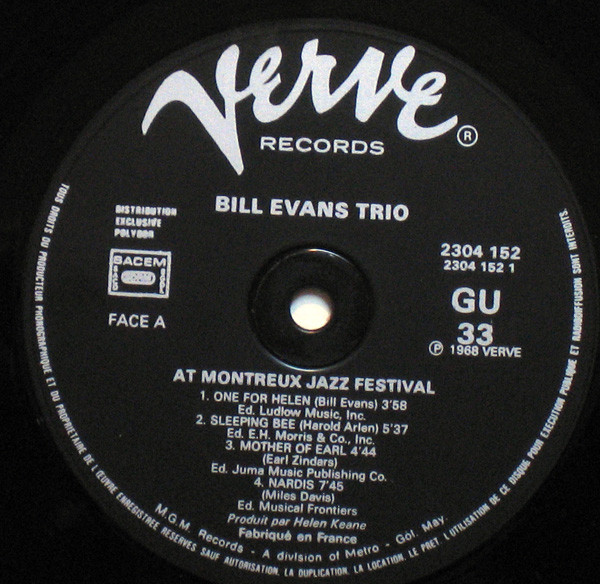 Verve
®
RECORDS
BILL EVANS TRIO
DISTRIBUTION
EXCLUSIVE
POLYDOR
SACEM
FACE A
2304 152
2304 152 1
GU
33
℗ 1968 VERVE
AT MONTREUX JAZZ FESTIVAL
1. ONE FOR HELEN (Bill Evans) 3'58
Ed. Ludlow Music, Inc.
2. SLEEPING BEE (Harold Arlen) 5'37
Ed. E.H. Morris & Co., Inc.
3. MOTHER OF EARL 4'44
(Earl Zindars)
Ed. Juma Music Publishing Co.
4. NARDIS 7'45
(Miles Davis)
Ed. Musical Frontiers
Produit par Helen Keane
Fabriqué en France
M.G.M. Records - A division of Metro - Gol. May
TOUS DROITS DU PRODUCTEUR PHONOGRAPHIQUE ET DU PROPRIETAIRE DE L'ŒUVRE ENREGISTREE RESERVES SAUF AUTORISATION, LA DUPLICATION, LA LOCATION, LE PRET, L'UTILISATION DE CE DISQUE POUR EXECUTION PUBLIQUE ET RADIODIFFUSION SONT INTERDITS.